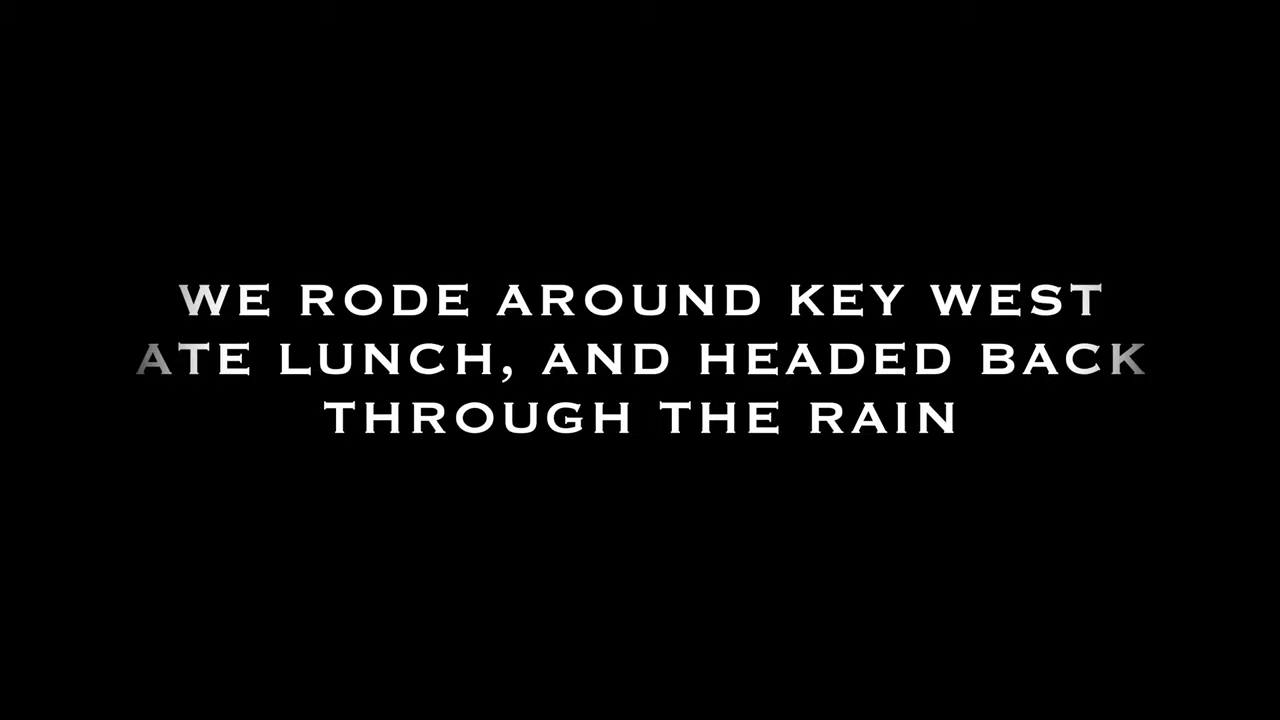 WE RODE AROUND KEY WEST
ATE LUNCH, AND HEADED BACK
THROUGH THE RAIN